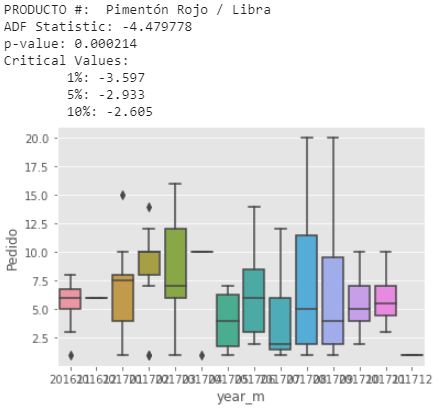 PRODUCTO #: Pimentón Rojo / Libra
ADF Statistic: -4.479778
p-value: 0.000214
Critical Values:
1%: -3.597
5%: -2.933
10%: -2.605
20.0
17.5
15.0
12.5
10.0
7.5
5.0
2.5
Pedido
year_m